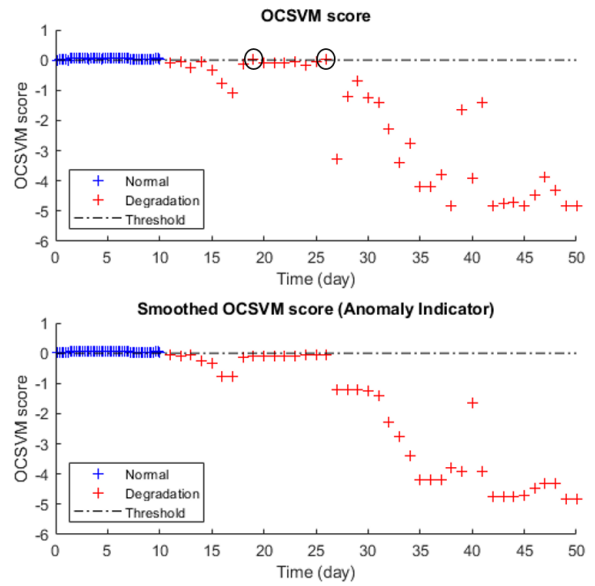 OCSVM score
1
0
-1
-2
-3
-4
-5
-6
OCSVM score
Normal
Degradation
Threshold
0 5 10 15 20 25 30 35 40 45 50
Time (day)
Smoothed OCSVM score (Anomaly Indicator)
1
0
-1
-2
-3
-4
-5
-6
OCSVM score
Normal
Degradation
Threshold
0 5 10 15 20 25 30 35 40 45 50
Time (day)